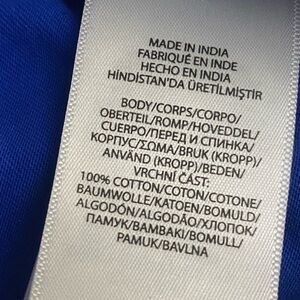 MADE IN INDIA
FABRIQUÉ EN INDE
HECHO EN INDIA
HİNDİSTAN'DA ÜRETİLMİŞTİR
BODY/CORPS/CORPO/
OBERTEIL/ROMP/HOVEDDEL/
CUERPO/ПЕРЕД И СПИНКА/
КОРПУС/ΣΩΜΑ/BRUK (KROPP)/
ANVÄND (KROPP)/BEDEN/
VRCHNÍ ČÁST:
100% COTTON/COTON/COTONE/
BAUMWOLLE/KATOEN/BOMULD/
ALGODÓN/ALGODÃO/ХЛОПОК/
ПАМУК/ΒΑΜΒΑΚΙ/BOMULL/
PAMUK/BAVLNA